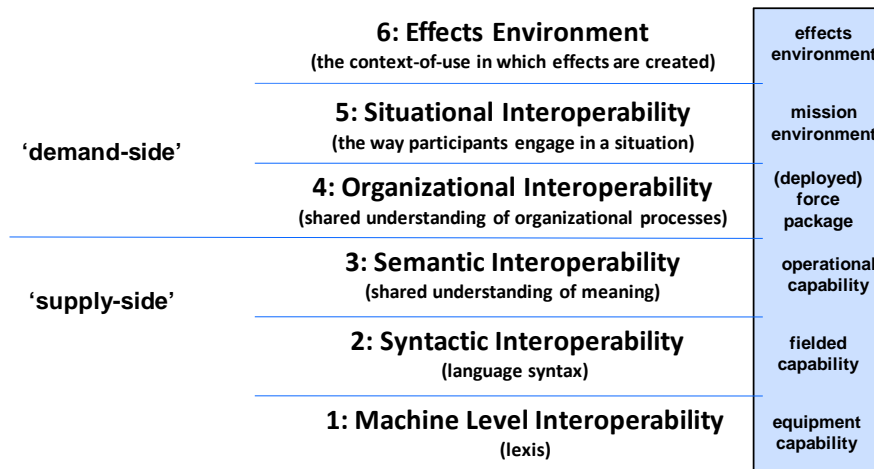 6: Effects Environment
(the context-of-use in which effects are created)
effects
environment
5: Situational Interoperability
(the way participants engage in a situation)
mission
environment
‘demand-side’
4: Organizational Interoperability
(shared understanding of organizational processes)
(deployed)
force
package
3: Semantic Interoperability
(shared understanding of meaning)
operational
capability
‘supply-side’
2: Syntactic Interoperability
(language syntax)
fielded
capability
1: Machine Level Interoperability
(lexis)
equipment
capability